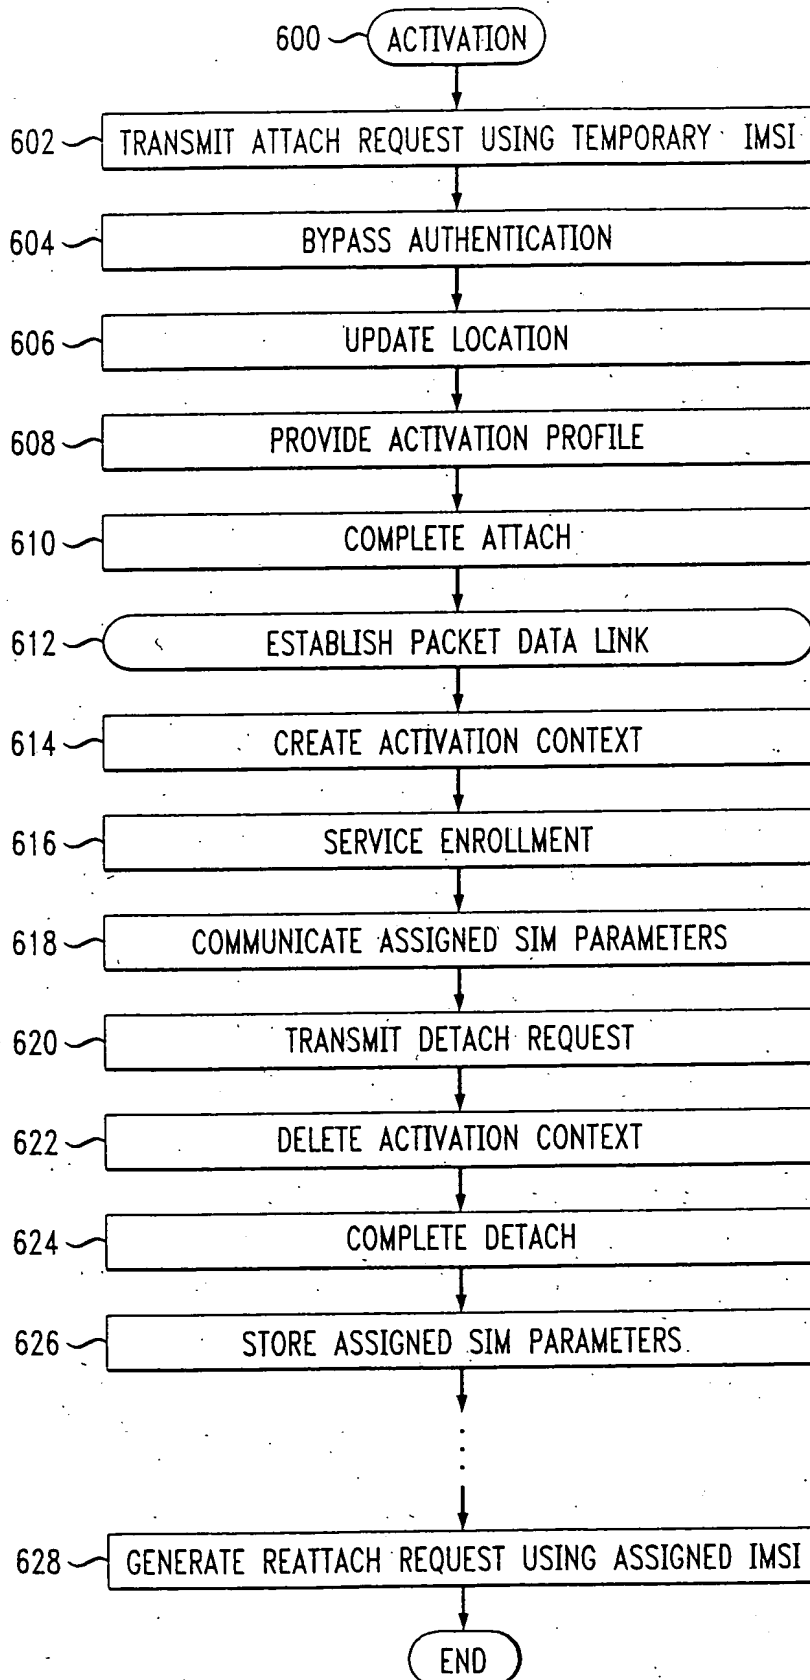 600 ACTIVATION
602 TRANSMIT ATTACH REQUEST USING TEMPORARY IMSI
604 BYPASS AUTHENTICATION
606 UPDATE LOCATION
608 PROVIDE ACTIVATION PROFILE
610 COMPLETE ATTACH
612 ESTABLISH PACKET DATA LINK
614 CREATE ACTIVATION CONTEXT
616 SERVICE ENROLLMENT
618 COMMUNICATE ASSIGNED SIM PARAMETERS
620 TRANSMIT DETACH REQUEST
622 DELETE ACTIVATION CONTEXT
624 COMPLETE DETACH
626 STORE ASSIGNED SIM PARAMETERS
628 GENERATE REATTACH REQUEST USING ASSIGNED IMSI
END